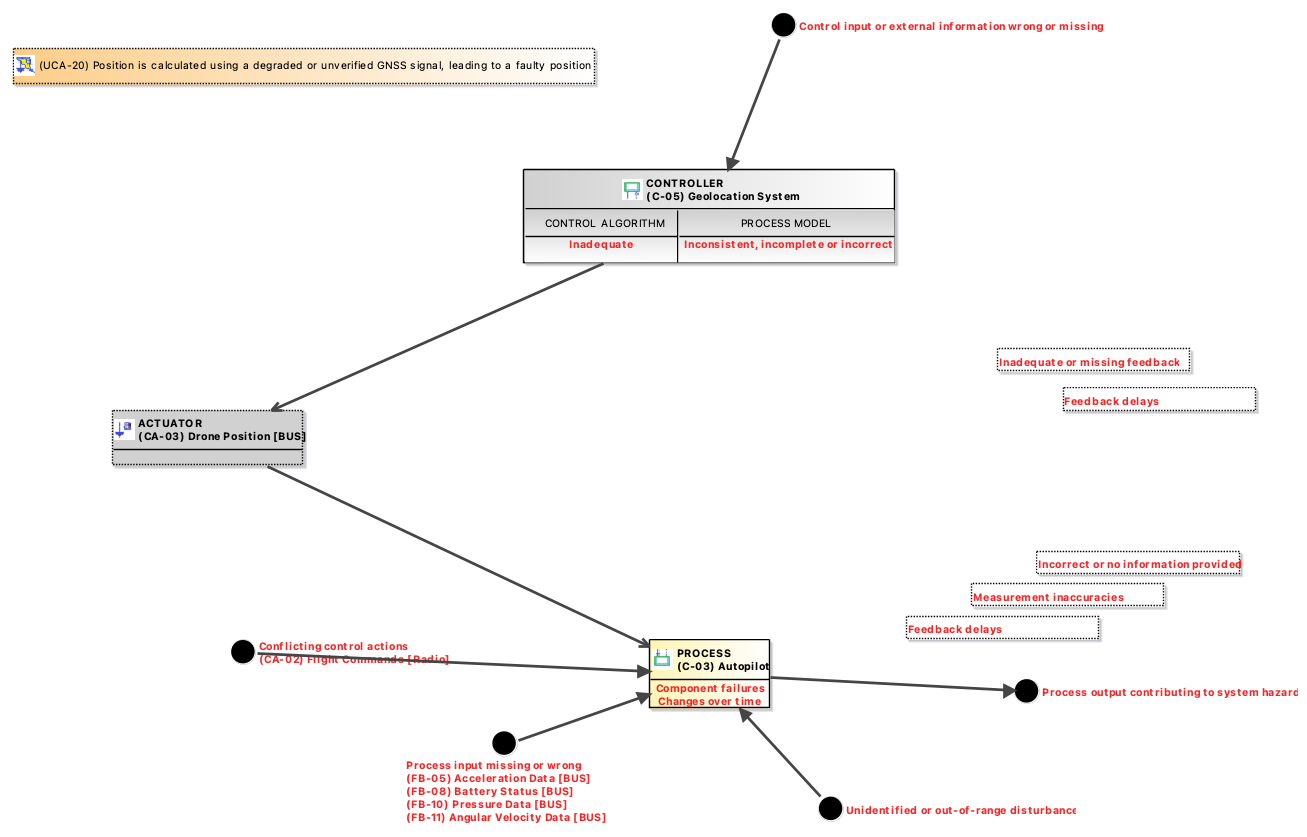 Control input or external information wrong or missing
(UCA-20) Position is calculated using a degraded or unverified GNSS signal, leading to a faulty position
CONTROLLER
(C-05) Geolocation System
CONTROL ALGORITHM
PROCESS MODEL
Inadequate
Inconsistent, incomplete or incorrect
Inadequate or missing feedback
Feedback delays
ACTUATOR
(CA-03) Drone Position [BUS]
Incorrect or no information provided
Measurement inaccuracies
Feedback delays
Conflicting control actions
(CA-02) Flight Commands [Radio]
PROCESS
(C-03) Autopilot
Component failures
Changes over time
Process output contributing to system hazard
Process input missing or wrong
(FB-05) Acceleration Data [BUS]
(FB-08) Battery Status [BUS]
(FB-10) Pressure Data [BUS]
(FB-11) Angular Velocity Data [BUS]
Unidentified or out-of-range disturbance